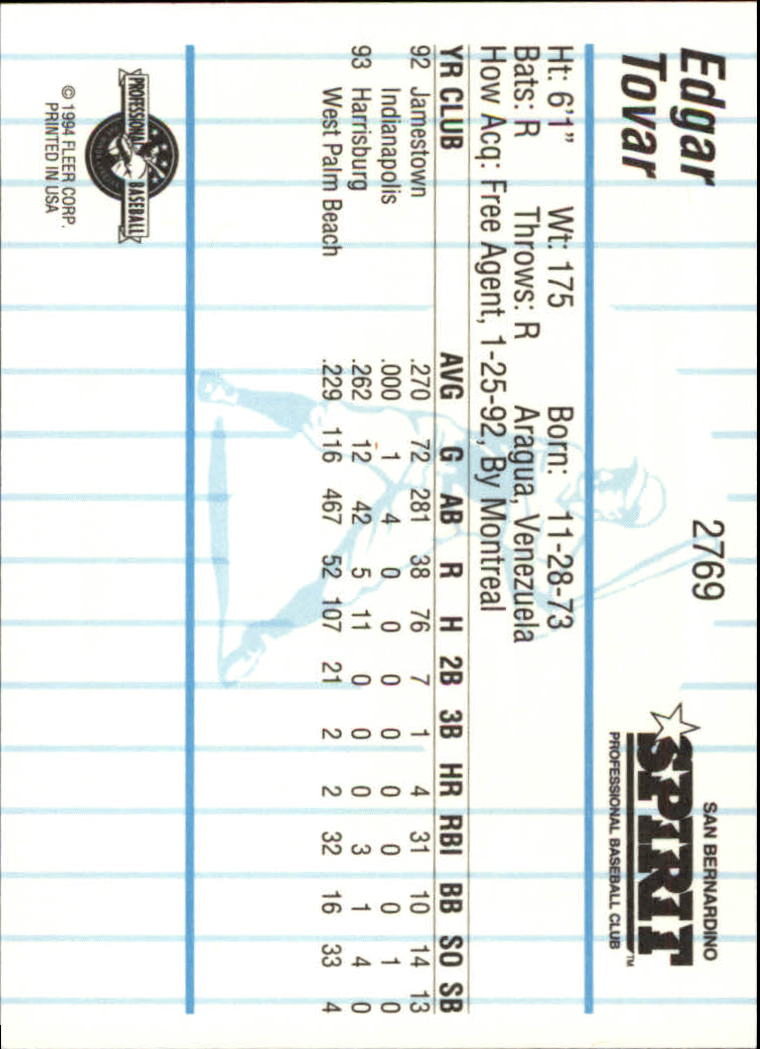 Edgar
Tovar
2769
SAN BERNARDINO
SPIRIT™
PROFESSIONAL BASEBALL CLUB
Ht: 6'1" Wt: 175 Born: 11-28-73
Bats: R Throws: R Aragua, Venezuela
How Acq: Free Agent, 1-25-92, By Montreal
YR CLUB AVG G AB R H 2B 3B HR RBI BB SO SB
92 Jamestown .270 72 281 38 76 7 1 4 31 10 14 13
Indianapolis .000 1 4 0 0 0 0 0 0 0 1 0
93 Harrisburg .262 12 42 5 11 0 0 0 3 1 4 0
West Palm Beach .229 116 467 52 107 21 2 2 32 16 33 4
PROFESSIONAL BASEBALL
© 1994 FLEER CORP.
PRINTED IN USA